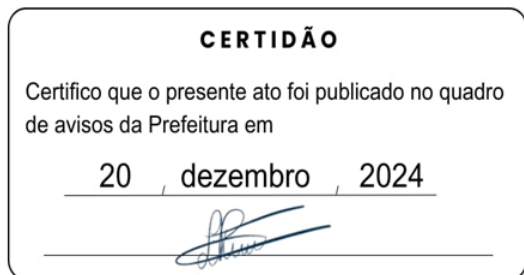 CERTIDÃO
Certifico que o presente ato foi publicado no quadro
de avisos da Prefeitura em
20 , dezembro , 2024